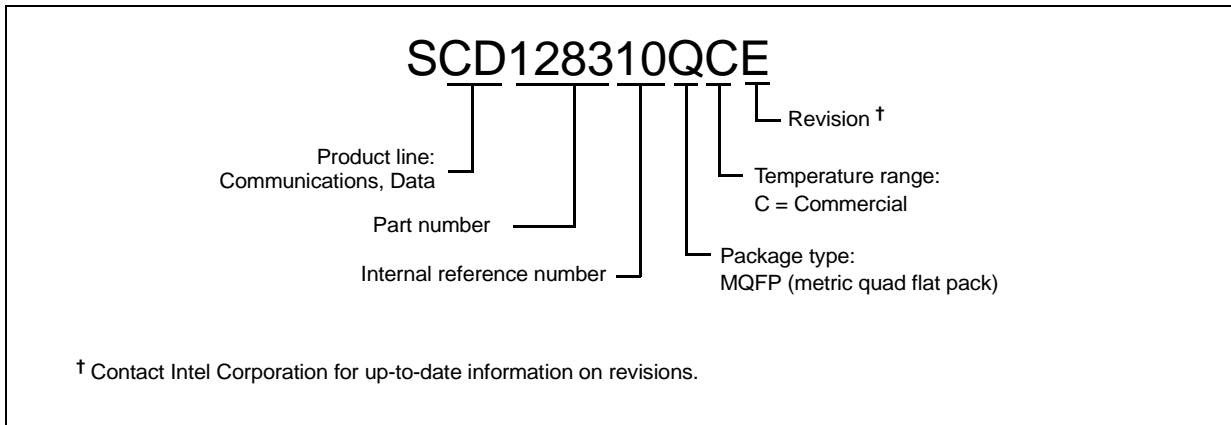 SCD128310QCE
Revision †
Product line:
Communications, Data
Temperature range:
C = Commercial
Part number
Package type:
MQFP (metric quad flat pack)
Internal reference number
† Contact Intel Corporation for up-to-date information on revisions.